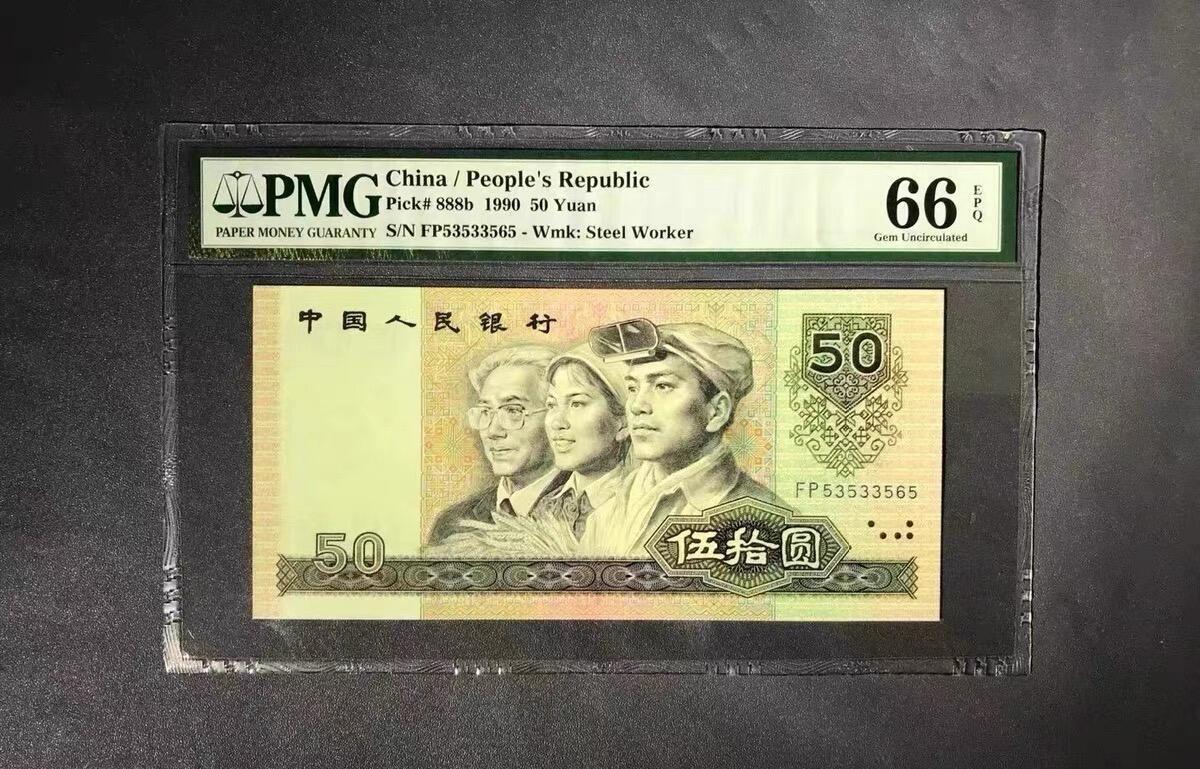 PMG
PAPER MONEY GUARANTY
China / People's Republic
Pick# 888b 1990 50 Yuan
S/N FP53533565 - Wmk: Steel Worker
66
EPQ
Gem Uncirculated
中国人民银行
50
FP53533565
50
伍拾圆